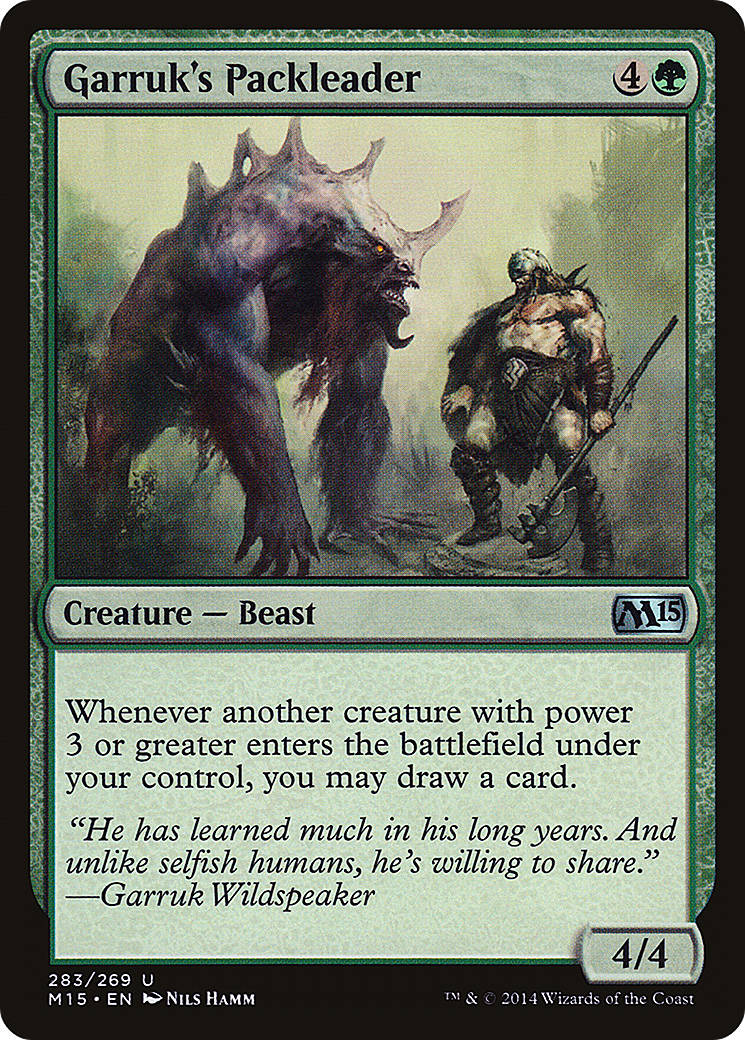 Garruk's Packleader 4
Creature — Beast M15
Whenever another creature with power
3 or greater enters the battlefield under
your control, you may draw a card.
“He has learned much in his long years. And
unlike selfish humans, he's willing to share.”
—Garruk Wildspeaker
4/4
283/269 U
M15 • EN Nils Hamm
™ & © 2014 Wizards of the Coast